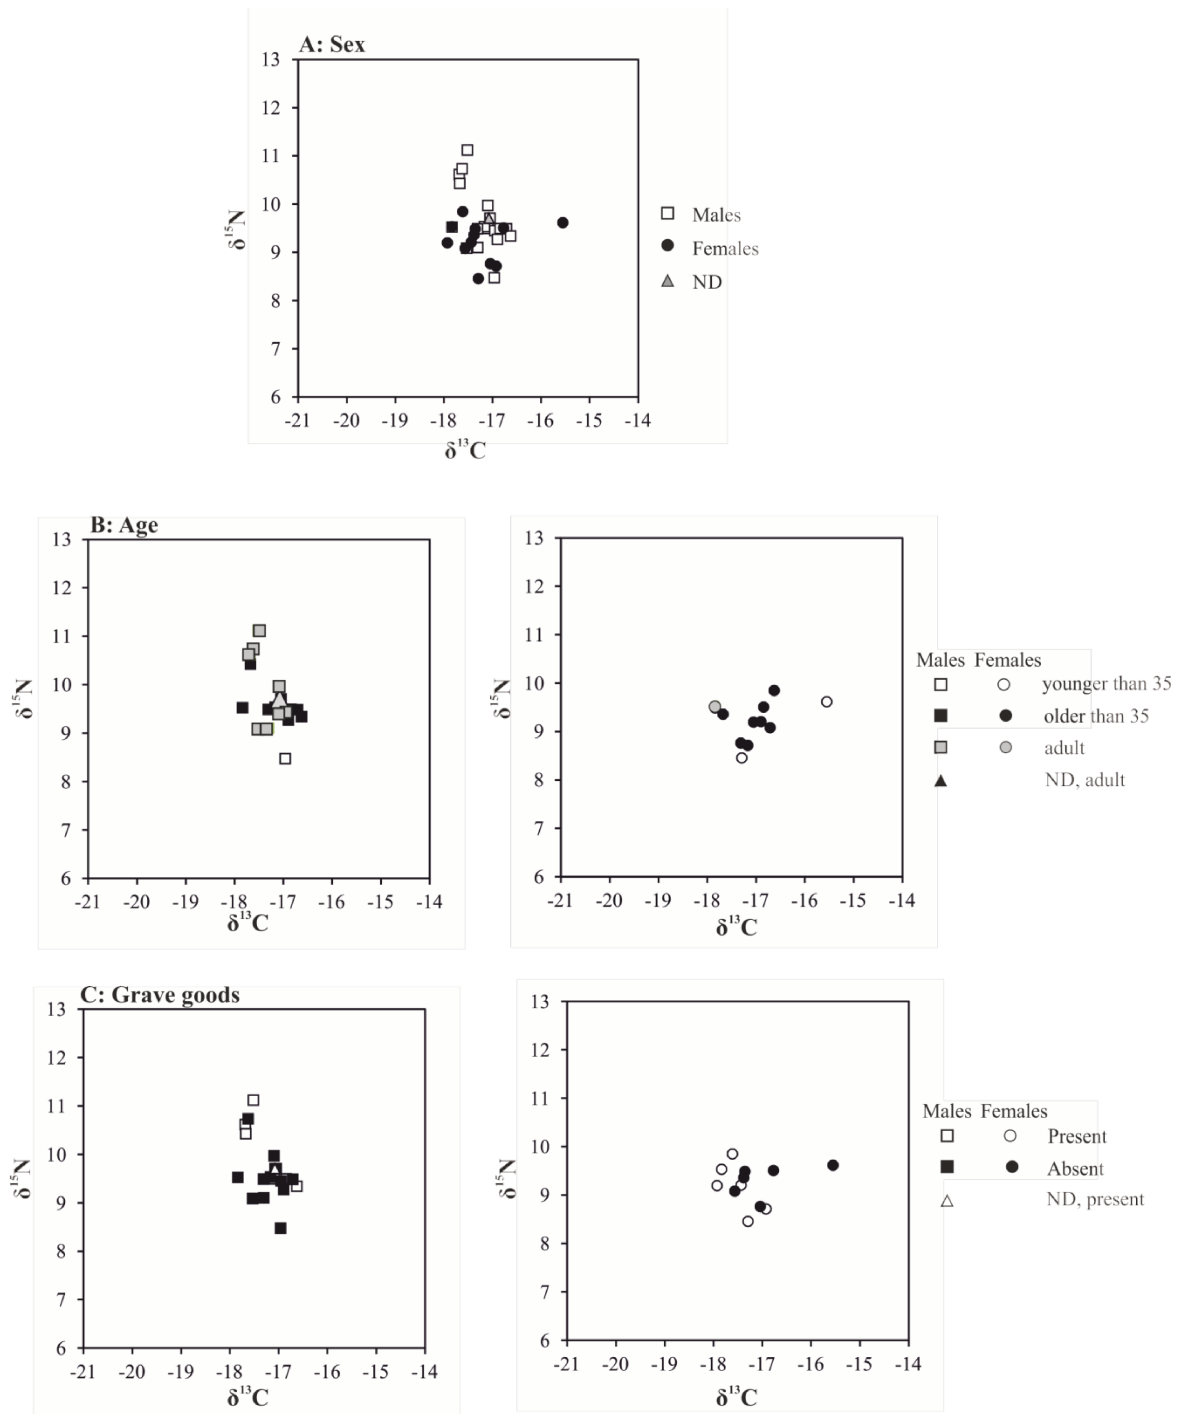 A: Sex
13
12
11
10
9
8
7
6
δ¹⁵N
-21 -20 -19 -18 -17 -16 -15 -14
δ¹³C
Males
Females
ND
B: Age
13
12
11
10
9
8
7
6
δ¹⁵N
-21 -20 -19 -18 -17 -16 -15 -14
δ¹³C
13
12
11
10
9
8
7
6
δ¹⁵N
-21 -20 -19 -18 -17 -16 -15 -14
δ¹³C
Males Females
younger than 35
older than 35
adult
ND, adult
C: Grave goods
13
12
11
10
9
8
7
6
δ¹⁵N
-21 -20 -19 -18 -17 -16 -15 -14
δ¹³C
13
12
11
10
9
8
7
6
δ¹⁵N
-21 -20 -19 -18 -17 -16 -15 -14
δ¹³C
Males Females
Present
Absent
ND, present